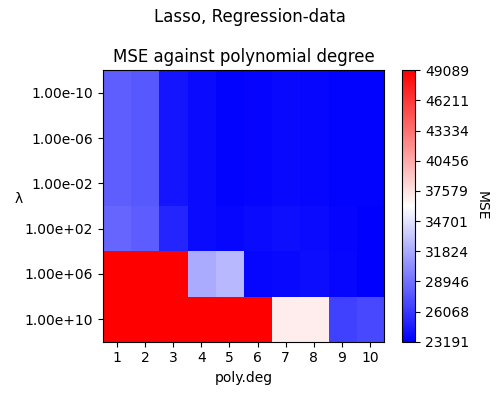 Lasso, Regression-data
MSE against polynomial degree
1.00e-10
1.00e-06
1.00e-02
1.00e+02
1.00e+06
1.00e+10
λ
1 2 3 4 5 6 7 8 9 10
poly.deg
49089
46211
43334
40456
37579
34701
31824
28946
26068
23191
MSE